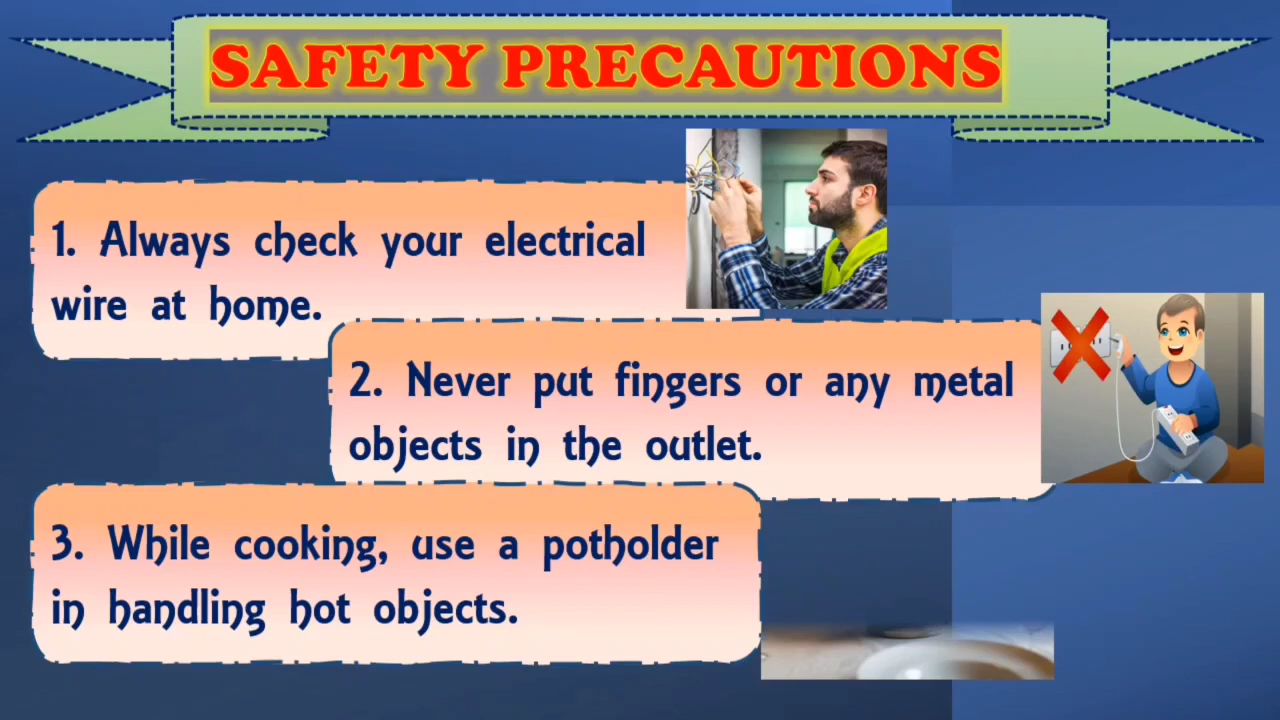 SAFETY PRECAUTIONS
1. Always check your electrical
wire at home.
2. Never put fingers or any metal
objects in the outlet.
3. While cooking, use a potholder
in handling hot objects.